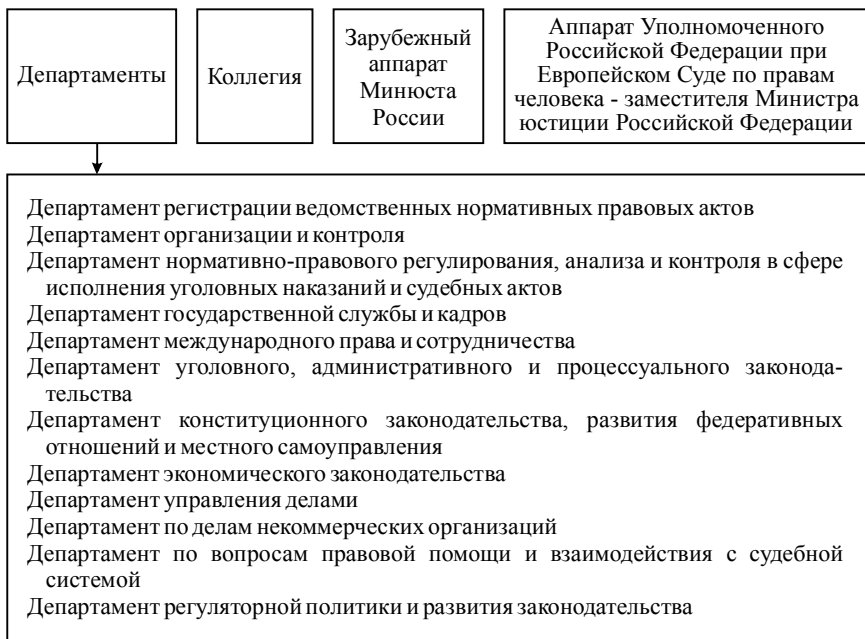 Департаменты
Коллегия
Зарубежный
аппарат
Минюста
России
Аппарат Уполномоченного
Российской Федерации при
Европейском Суде по правам
человека - заместителя Министра
юстиции Российской Федерации
Департамент регистрации ведомственных нормативных правовых актов
Департамент организации и контроля
Департамент нормативно-правового регулирования, анализа и контроля в сфере
исполнения уголовных наказаний и судебных актов
Департамент государственной службы и кадров
Департамент международного права и сотрудничества
Департамент уголовного, административного и процессуального законода-
тельства
Департамент конституционного законодательства, развития федеративных
отношений и местного самоуправления
Департамент экономического законодательства
Департамент управления делами
Департамент по делам некоммерческих организаций
Департамент по вопросам правовой помощи и взаимодействия с судебной
системой
Департамент регуляторной политики и развития законодательства